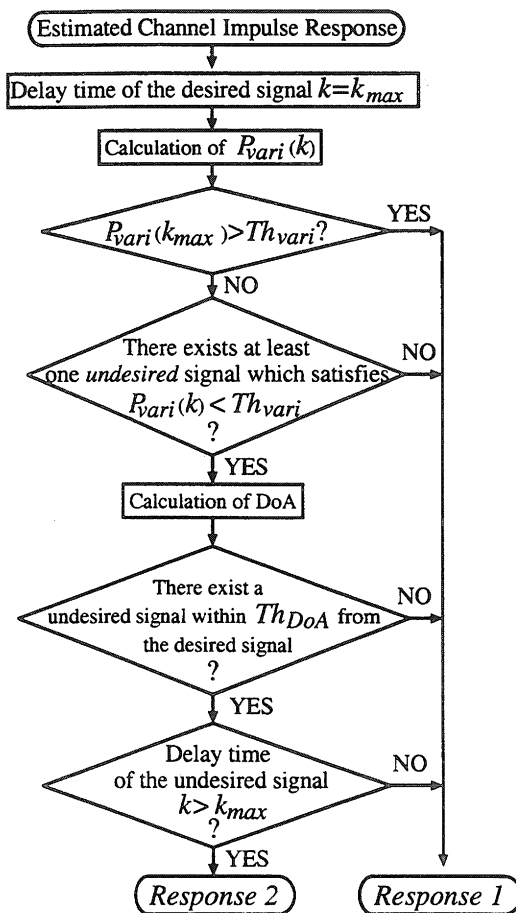 Estimated Channel Impulse Response
Delay time of the desired signal k=kmax
Calculation of Pvari(k)
Pvari(kmax)>Thvari?
YES
NO
There exists at least
one undesired signal which satisfies
Pvari(k)<Thvari
?
NO
YES
Calculation of DoA
There exist a
undesired signal within ThDoA from
the desired signal
?
NO
YES
Delay time
of the undesired signal
k>kmax
?
NO
YES
Response 2
Response 1